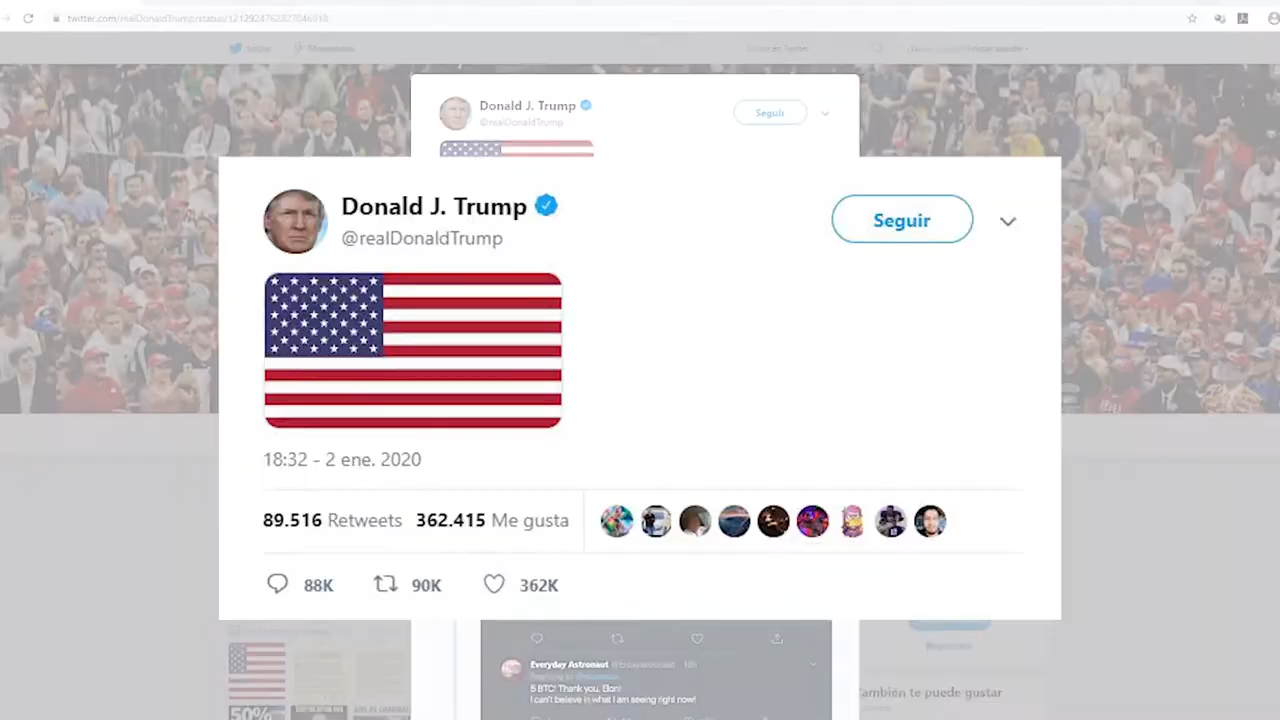 Donald J. Trump
@realDonaldTrump
Seguir
Donald J. Trump
@realDonaldTrump
Seguir
18:32 - 2 ene. 2020
89.516 Retweets 362.415 Me gusta
88K 90K 362K
Everyday Astronaut
5 BTC! Thank you, Elon!
I can't believe in what I am seeing right now!
También te puede gustar
50%